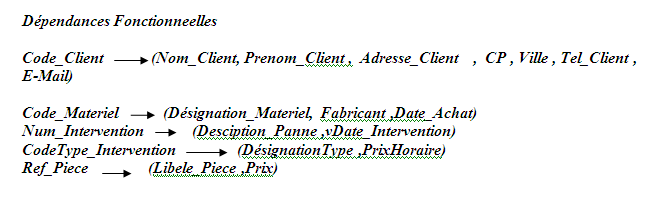 Dépendances Fonctionneelles
Code_Client → (Nom_Client, Prenom_Client , Adresse_Client , CP , Ville , Tel_Client ,
E-Mail)
Code_Materiel → (Désignation_Materiel, Fabricant ,Date_Achat)
Num_Intervention → (Desciption_Panne ,vDate_Intervention)
CodeType_Intervention → (DésignationType ,PrixHoraire)
Ref_Piece → (Libele_Piece ,Prix)